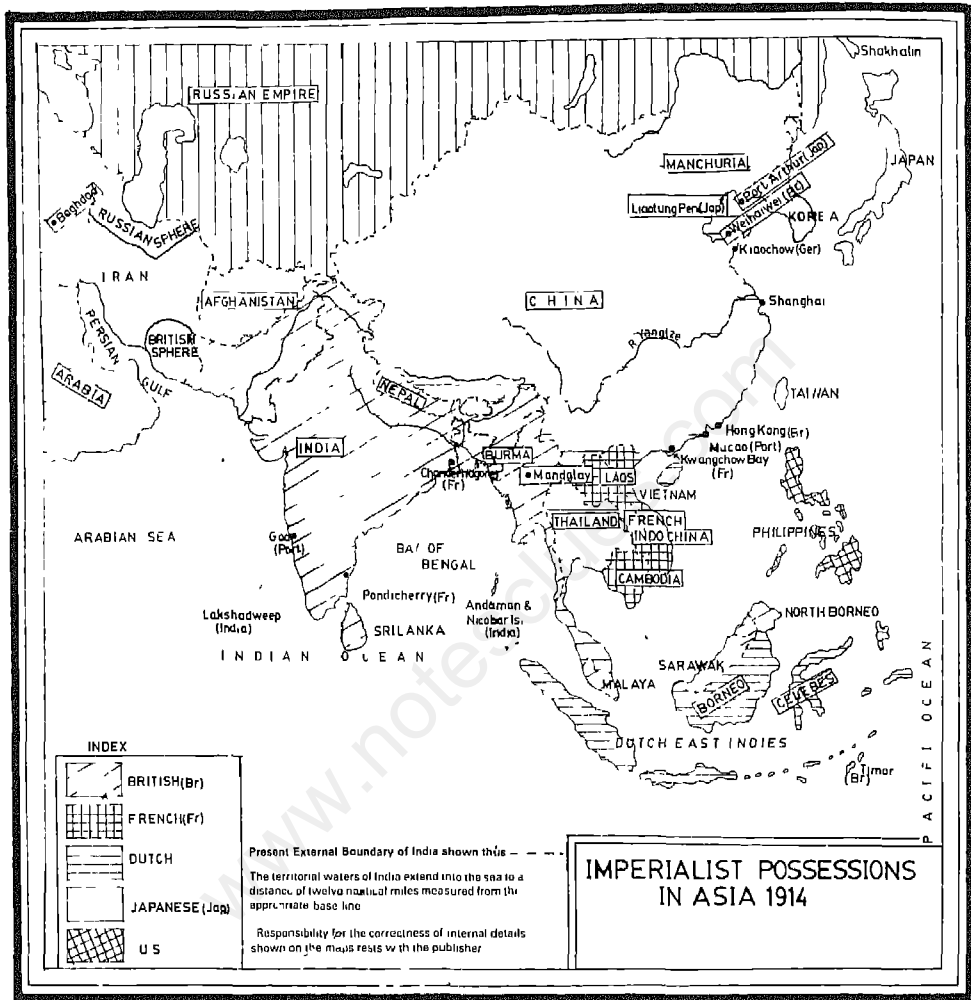 Shakhalin
RUSSIAN EMPIRE
MANCHURIA
Port Arthur(Jap)
JAPAN
Liaotung Pen(Jap)
Weihaiwei(Br)
KOREA
Baghdad
RUSSIAN SPHERE
Kiaochow(Ger)
IRAN
AFGHANISTAN
CHINA
Shanghai
PERSIAN
GULF
BRITISH
SPHERE
R Yangtze
ARABIA
NEPAL
TAIWAN
INDIA
BURMA
HongKong(Br)
Macao(Port)
Kwangchow Bay
(Fr)
Chandernagore
(Fr)
Mandalay
LAOS
VIETNAM
ARABIAN SEA
Goa
(Port)
THAILAND
FRENCH
INDOCHINA
PHILIPPINES
BAY OF
BENGAL
CAMBODIA
Pondicherry(Fr)
Lakshadweep
(India)
Andaman &
Nicobar Is.
(India)
SRILANKA
NORTH BORNEO
INDIAN OCEAN
SARAWAK
MALAYA
BORNEO
CELEBES
PACIFIC OCEAN
DUTCH EAST INDIES
Timor
(Br)
INDEX
BRITISH(Br)
FRENCH(Fr)
DUTCH
JAPANESE(Jap)
US
Present External Boundary of India shown thus
The territorial waters of India extend into the sea to a
distance of twelve nautical miles measured from the
appropriate base line
Responsibility for the correctness of internal details
shown on the maps rests with the publisher
IMPERIALIST POSSESSIONS
IN ASIA 1914